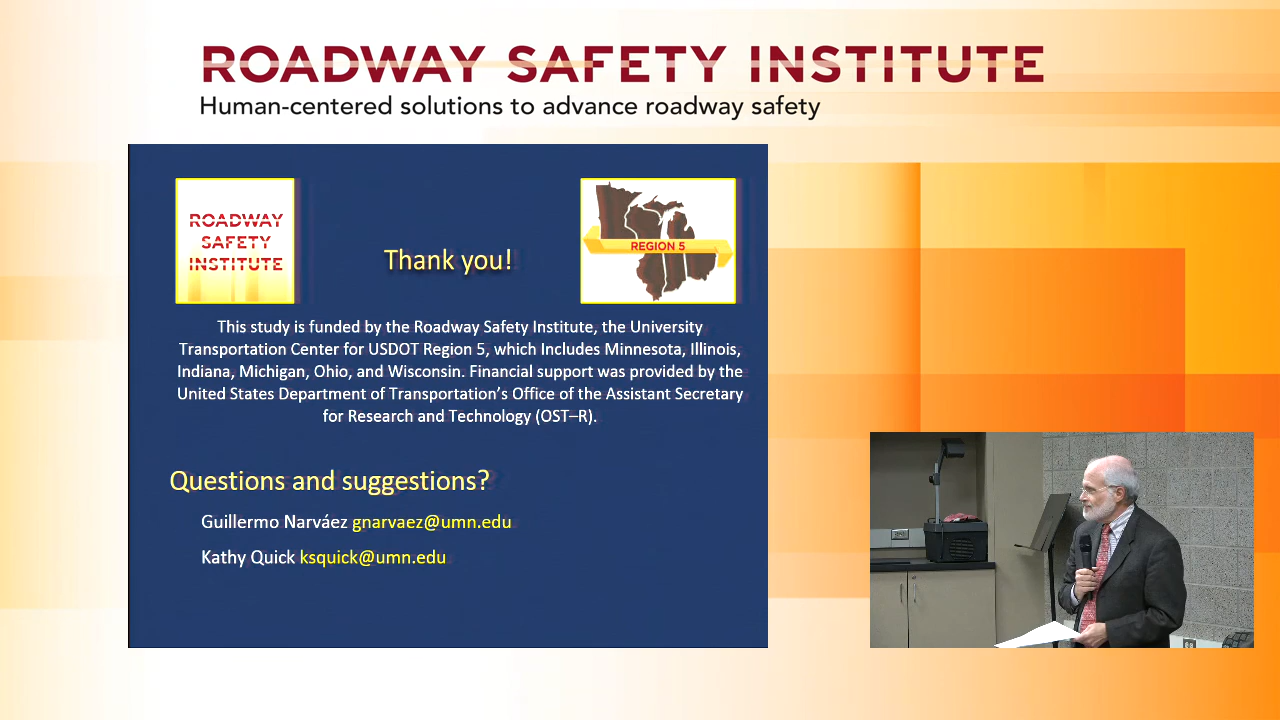 ROADWAY SAFETY INSTITUTE
Human-centered solutions to advance roadway safety
ROADWAY
SAFETY
INSTITUTE
REGION 5
Thank you!
This study is funded by the Roadway Safety Institute, the University
Transportation Center for USDOT Region 5, which Includes Minnesota, Illinois,
Indiana, Michigan, Ohio, and Wisconsin. Financial support was provided by the
United States Department of Transportation’s Office of the Assistant Secretary
for Research and Technology (OST–R).
Questions and suggestions?
Guillermo Narváez gnarvaez@umn.edu
Kathy Quick ksquick@umn.edu